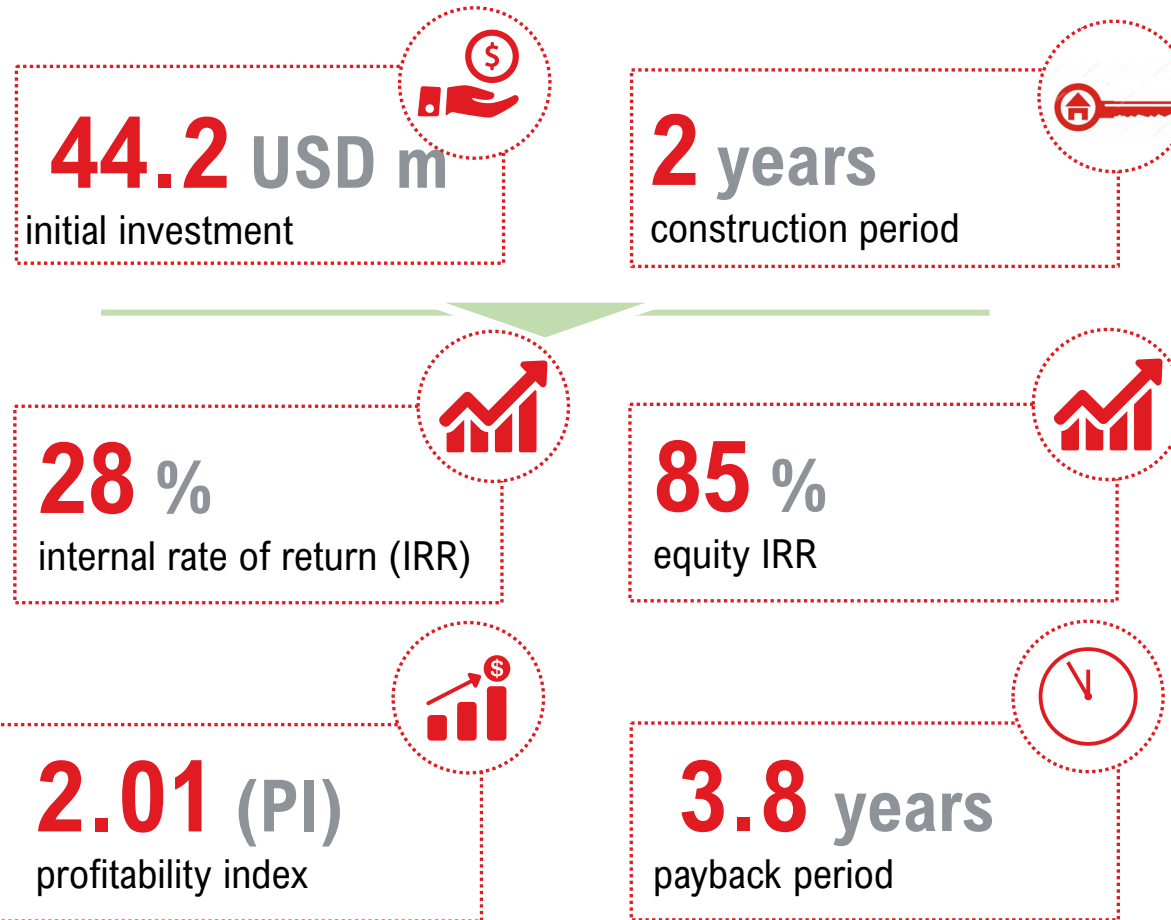 $
44.2 USD m
initial investment
2 years
construction period
28 %
internal rate of return (IRR)
85 %
equity IRR
$
2.01 (PI)
profitability index
3.8 years
payback period